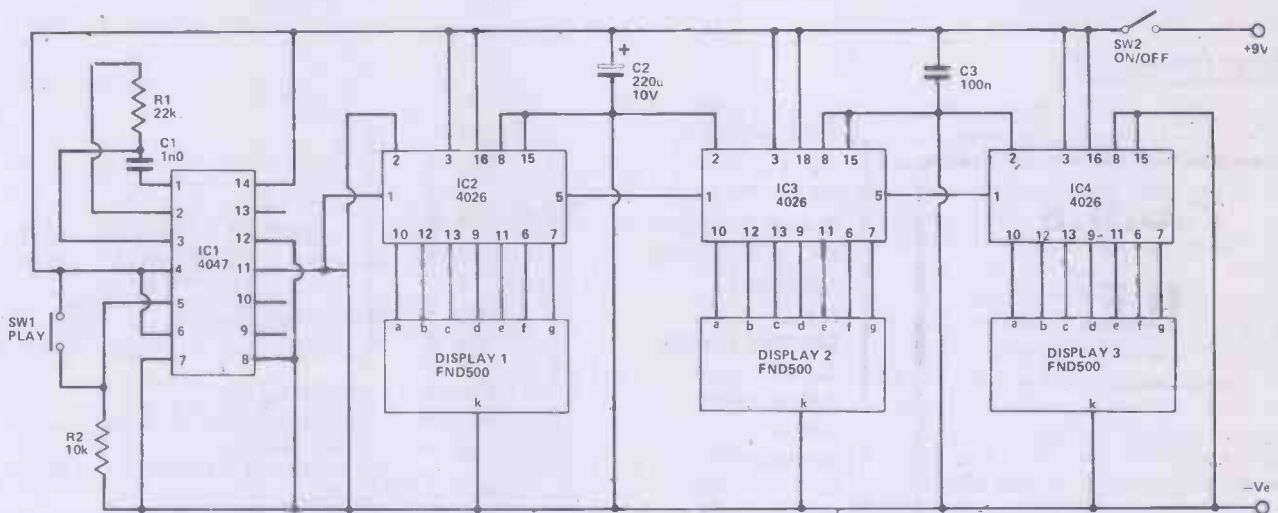 SW2
ON/OFF
+9V
R1
22k
C1
1n0
+
C2
220u
10V
C3
100n
1
2
3
4
5
6
7
14
13
12
11
10
9
8
IC1
4047
SW1
PLAY
R2
10k
2
3
16
8
15
1
IC2
4026
5
10
12
13
9
11
6
7
a
b
c
d
e
f
g
DISPLAY 1
FND500
k
2
3
18
8
15
1
IC3
4026
5
10
12
13
9
11
6
7
a
b
c
d
e
f
g
DISPLAY 2
FND500
k
2
3
16
8
15
1
IC4
4026
10
12
13
9
11
6
7
a
b
c
d
e
f
g
DISPLAY 3
FND500
k
-Ve